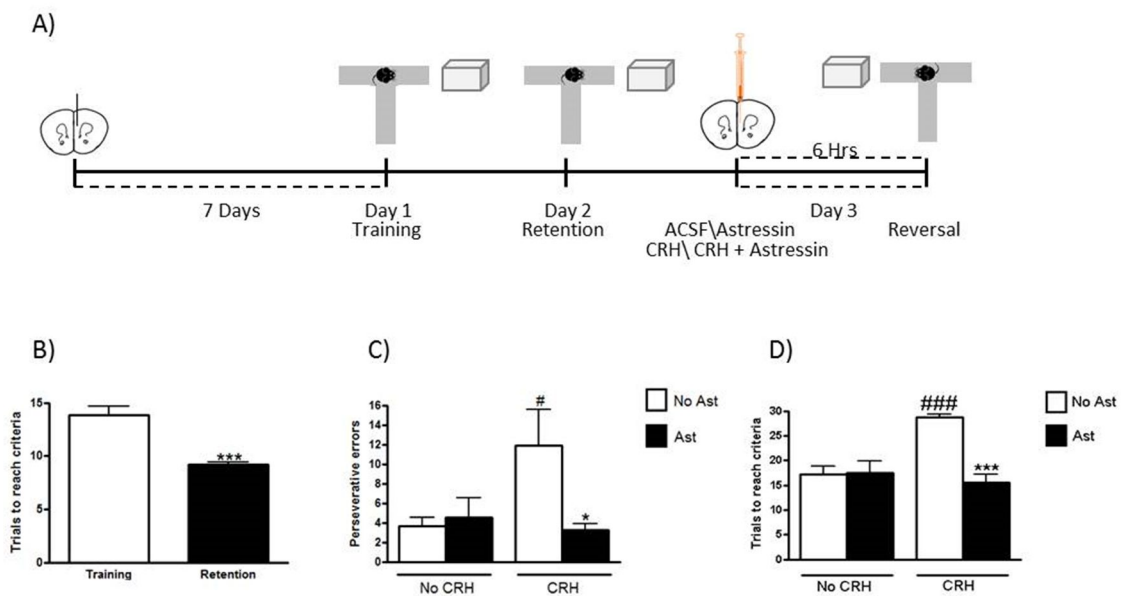 A)
6 Hrs
7 Days
Day 1
Training
Day 2
Retention
ACSF\Astressin
CRH\ CRH + Astressin
Day 3
Reversal
B)
Trials to reach criteria
15
10
5
0
***
Training
Retention
C)
Perseverative errors
16
14
12
10
8
6
4
2
0
#
*
No CRH
CRH
No Ast
Ast
D)
Trials to reach criteria
30
25
20
15
10
5
0
###
***
No CRH
CRH
No Ast
Ast